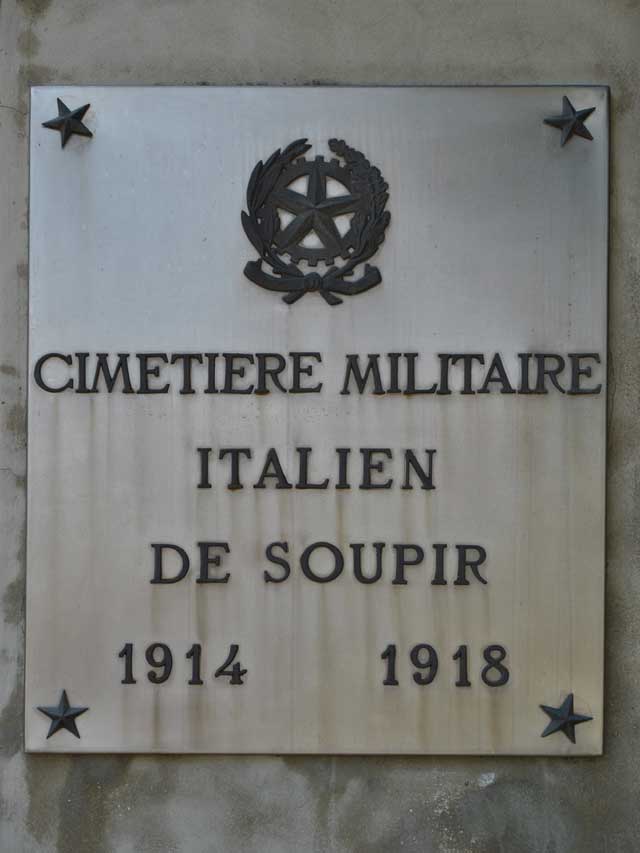 CIMETIERE MILITAIRE
ITALIEN
DE SOUPIR
1914 1918